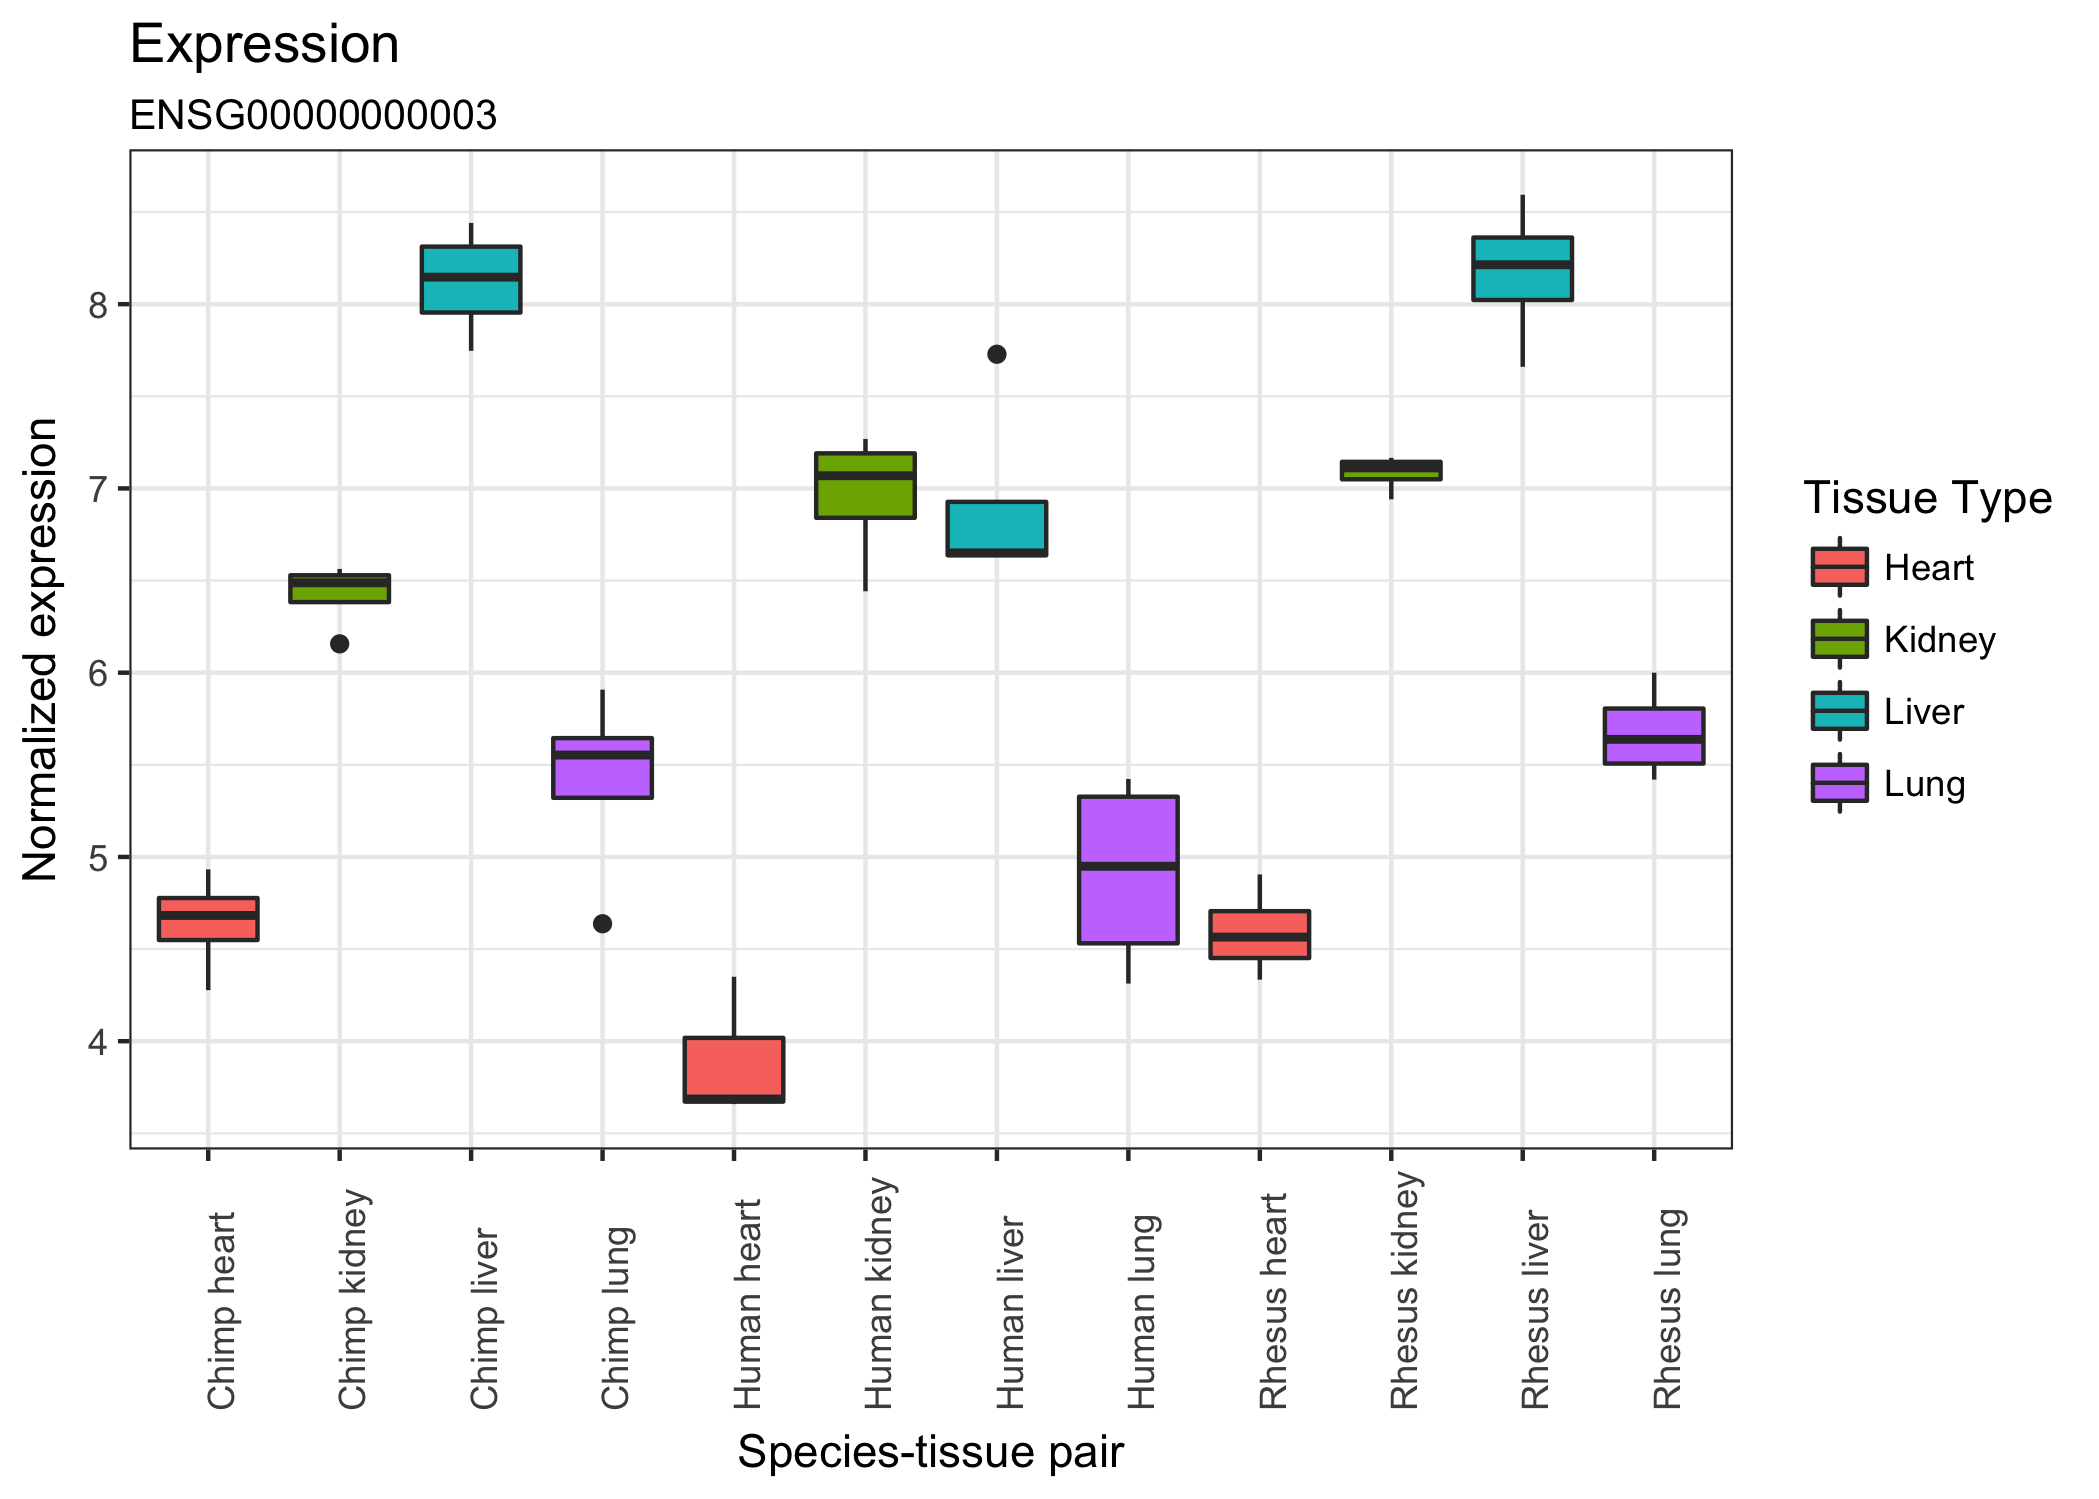 Expression
ENSG00000000003
Normalized expression
8
7
6
5
4
Chimp heart
Chimp kidney
Chimp liver
Chimp lung
Human heart
Human kidney
Human liver
Human lung
Rhesus heart
Rhesus kidney
Rhesus liver
Rhesus lung
Species-tissue pair
Tissue Type
Heart
Kidney
Liver
Lung